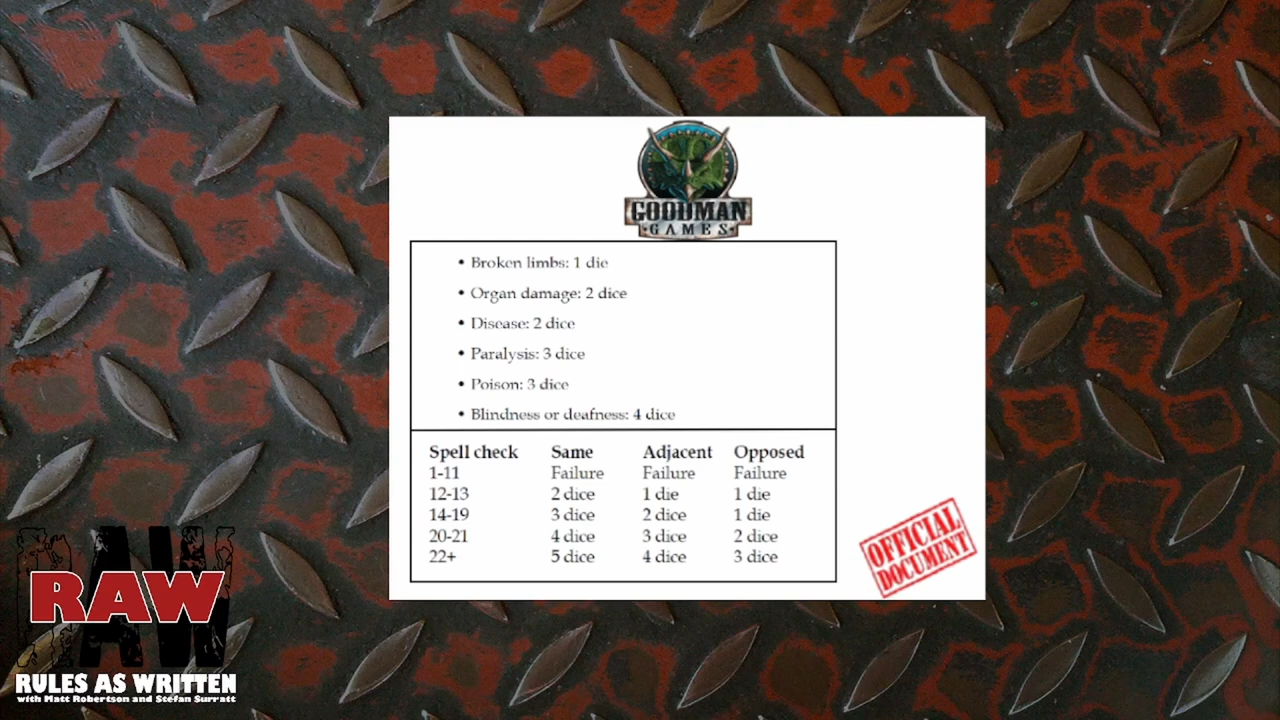 GOODMAN
GAMES
• Broken limbs: 1 die
• Organ damage: 2 dice
• Disease: 2 dice
• Paralysis: 3 dice
• Poison: 3 dice
• Blindness or deafness: 4 dice
Spell check Same Adjacent Opposed
1-11 Failure Failure Failure
12-13 2 dice 1 die 1 die
14-19 3 dice 2 dice 1 die
20-21 4 dice 3 dice 2 dice
22+ 5 dice 4 dice 3 dice
OFFICIAL
DOCUMENT
RAW
RAW
RULES AS WRITTEN
with Matt Robertson and Stefan Surratt